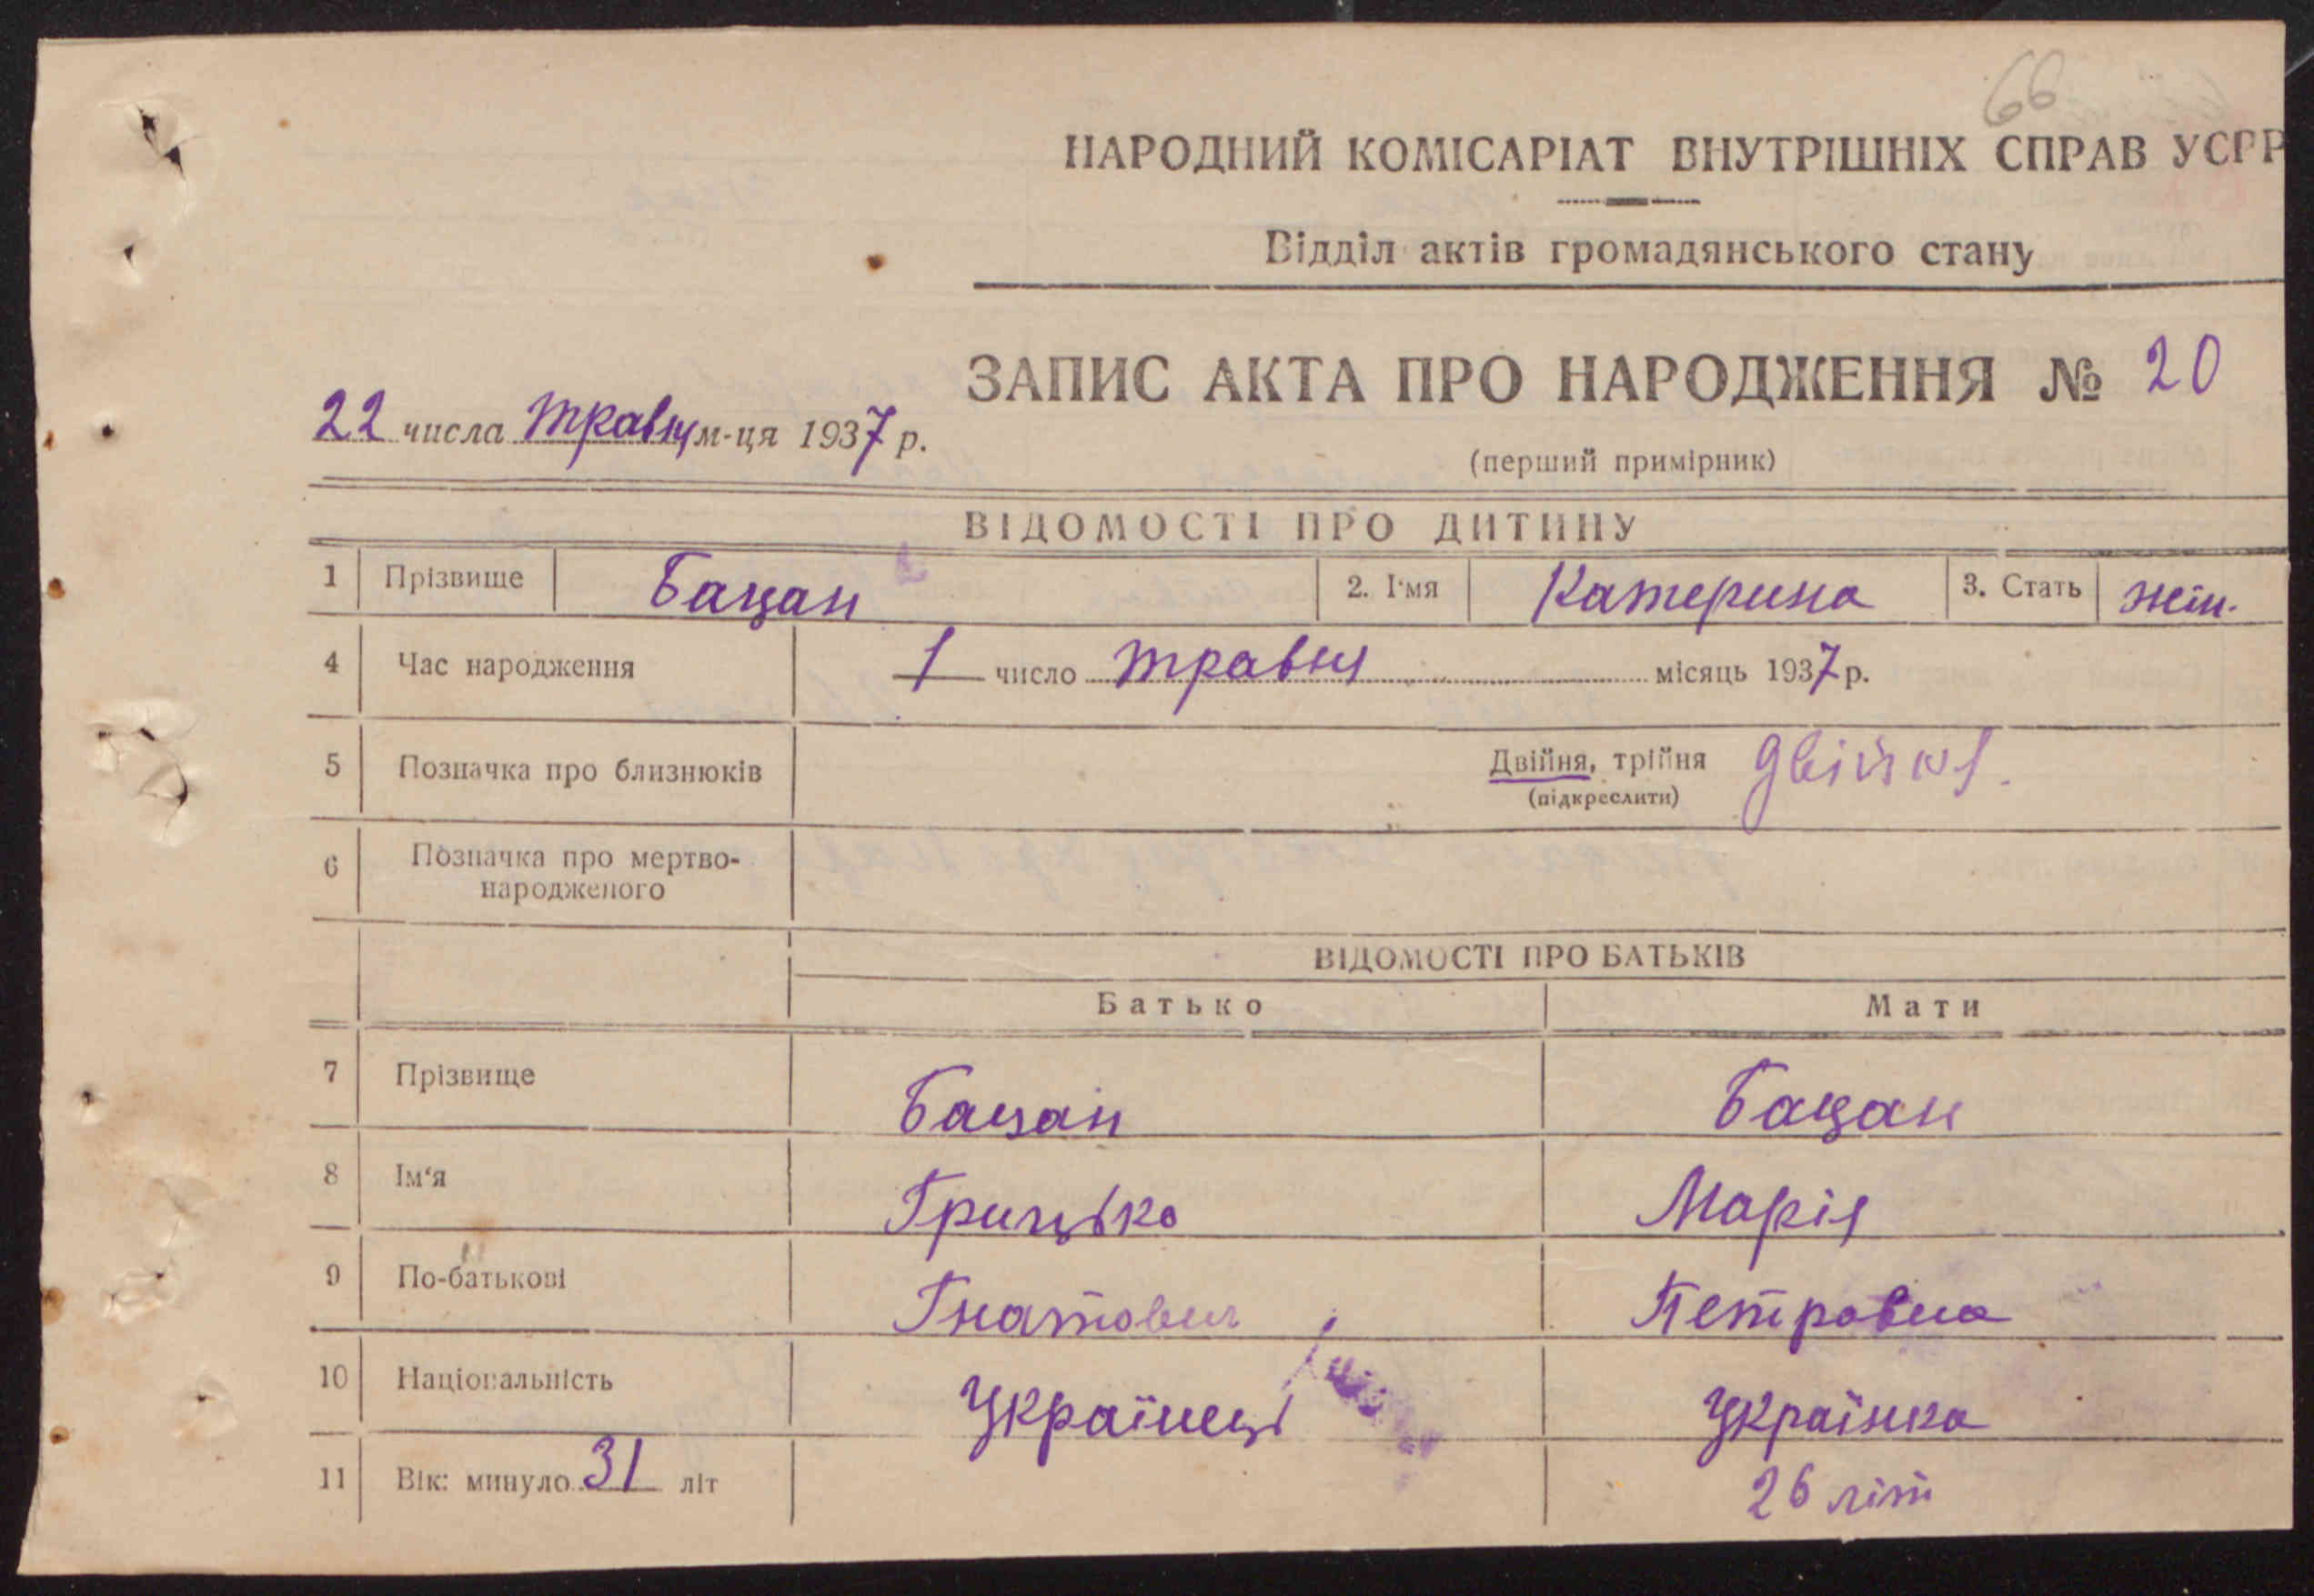 66
НАРОДНИЙ КОМІСАРІАТ ВНУТРІШНІХ СПРАВ УСРР
Відділ актів громадянського стану
ЗАПИС АКТА ПРО НАРОДЖЕННЯ № 20
22 числа травня м-ця 1937 р.
(перший примірник)
ВІДОМОСТІ ПРО ДИТИНУ
1 Прізвище Бацан 2. І'мя Катерина 3. Стать жін.
4 Час народження 1 число травня місяць 1937 р.
5 Позначка про близнюків Двійня, трійня двійня.
(підкреслити)
6 Позначка про мертво-
народженого
ВІДОМОСТІ ПРО БАТЬКІВ
Батько Мати
7 Прізвище Бацан Бацан
8 Ім'я Грицько Марія
9 По-батькові Гнатович Петровна
10 Національність Українець Українка
11 Вік: минуло 31 літ 26 літ